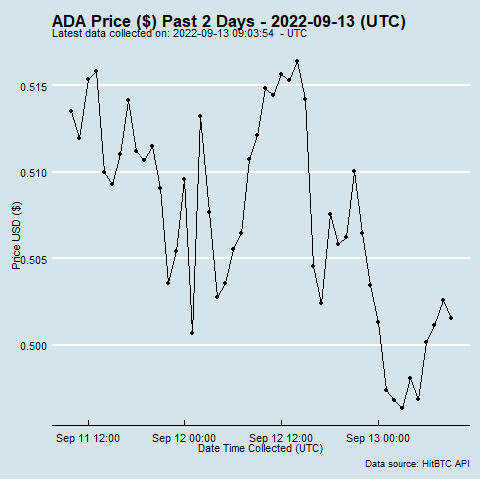 ADA Price ($) Past 2 Days - 2022-09-13 (UTC)
Latest data collected on: 2022-09-13 09:03:54 - UTC
0.515
0.510
0.505
0.500
Price USD ($)
Sep 11 12:00 Sep 12 00:00 Sep 12 12:00 Sep 13 00:00
Date Time Collected (UTC)
Data source: HitBTC API